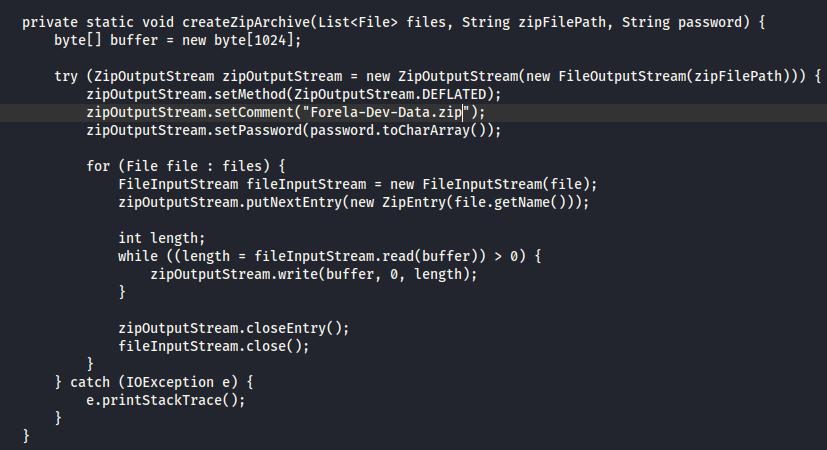 private static void createZipArchive(List<File> files, String zipFilePath, String password) {
    byte[] buffer = new byte[1024];

    try (ZipOutputStream zipOutputStream = new ZipOutputStream(new FileOutputStream(zipFilePath))) {
        zipOutputStream.setMethod(ZipOutputStream.DEFLATED);
        zipOutputStream.setComment("Forela-Dev-Data.zip");
        zipOutputStream.setPassword(password.toCharArray());

        for (File file : files) {
            FileInputStream fileInputStream = new FileInputStream(file);
            zipOutputStream.putNextEntry(new ZipEntry(file.getName()));

            int length;
            while ((length = fileInputStream.read(buffer)) > 0) {
                zipOutputStream.write(buffer, 0, length);
            }

            zipOutputStream.closeEntry();
            fileInputStream.close();
        }
    } catch (IOException e) {
        e.printStackTrace();
    }
}